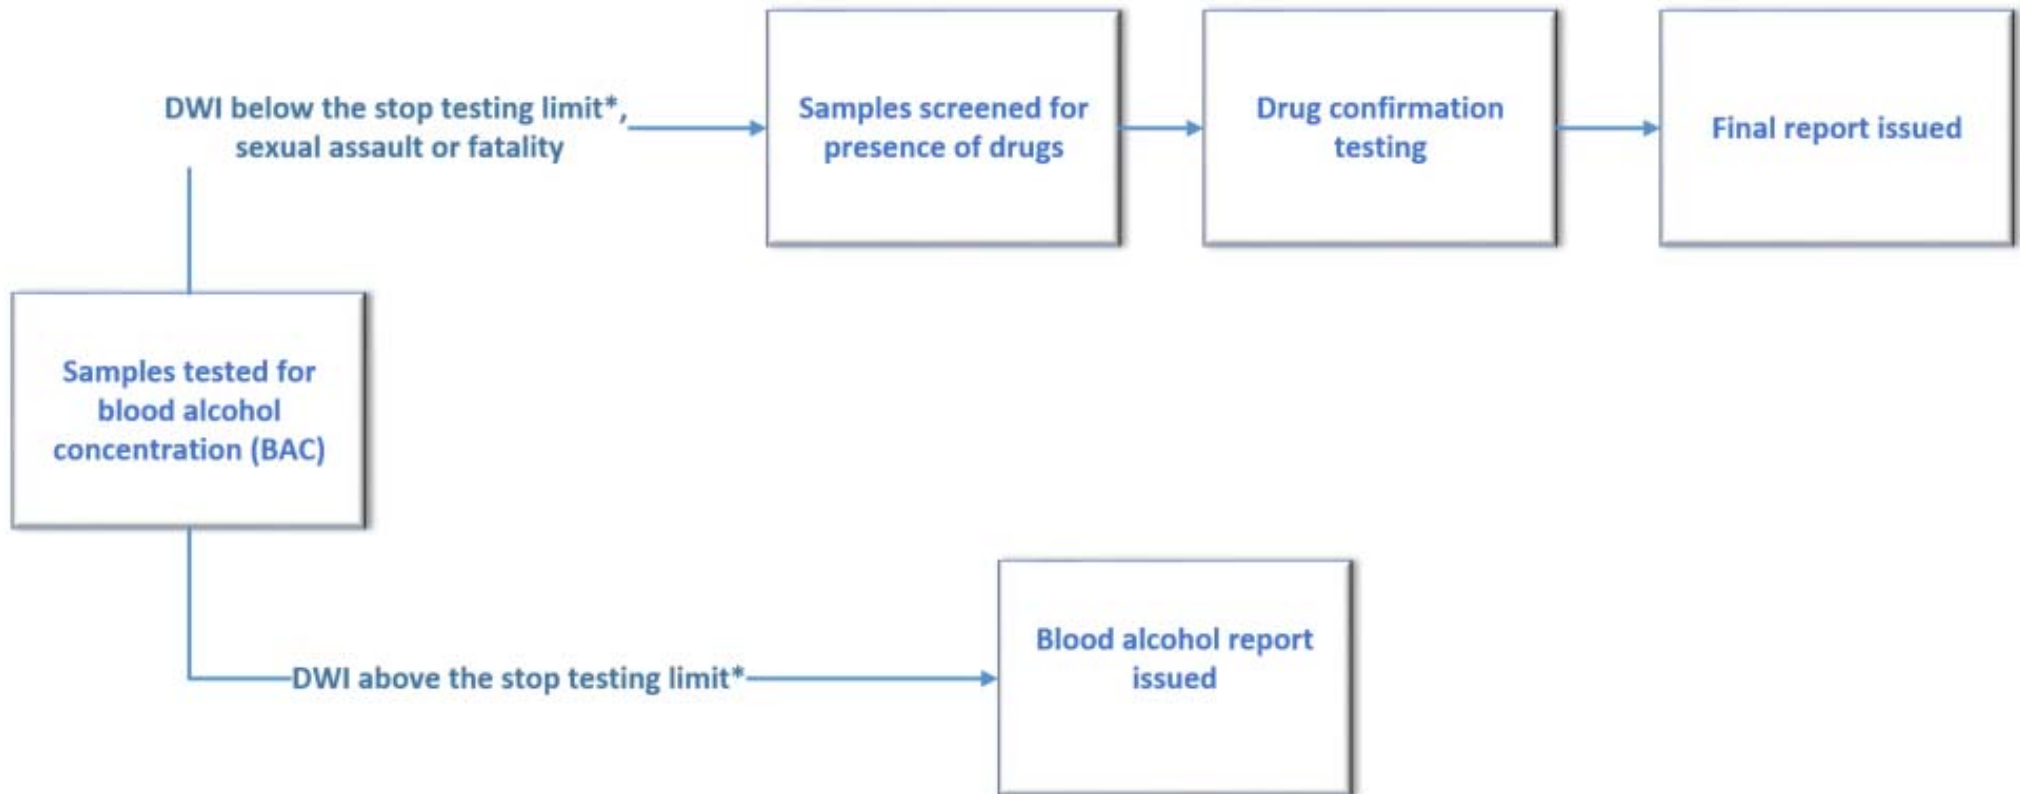 DWI below the stop testing limit*,
sexual assault or fatality
Samples screened for
presence of drugs
Drug confirmation
testing
Final report issued
Samples tested for
blood alcohol
concentration (BAC)
DWI above the stop testing limit*
Blood alcohol report
issued